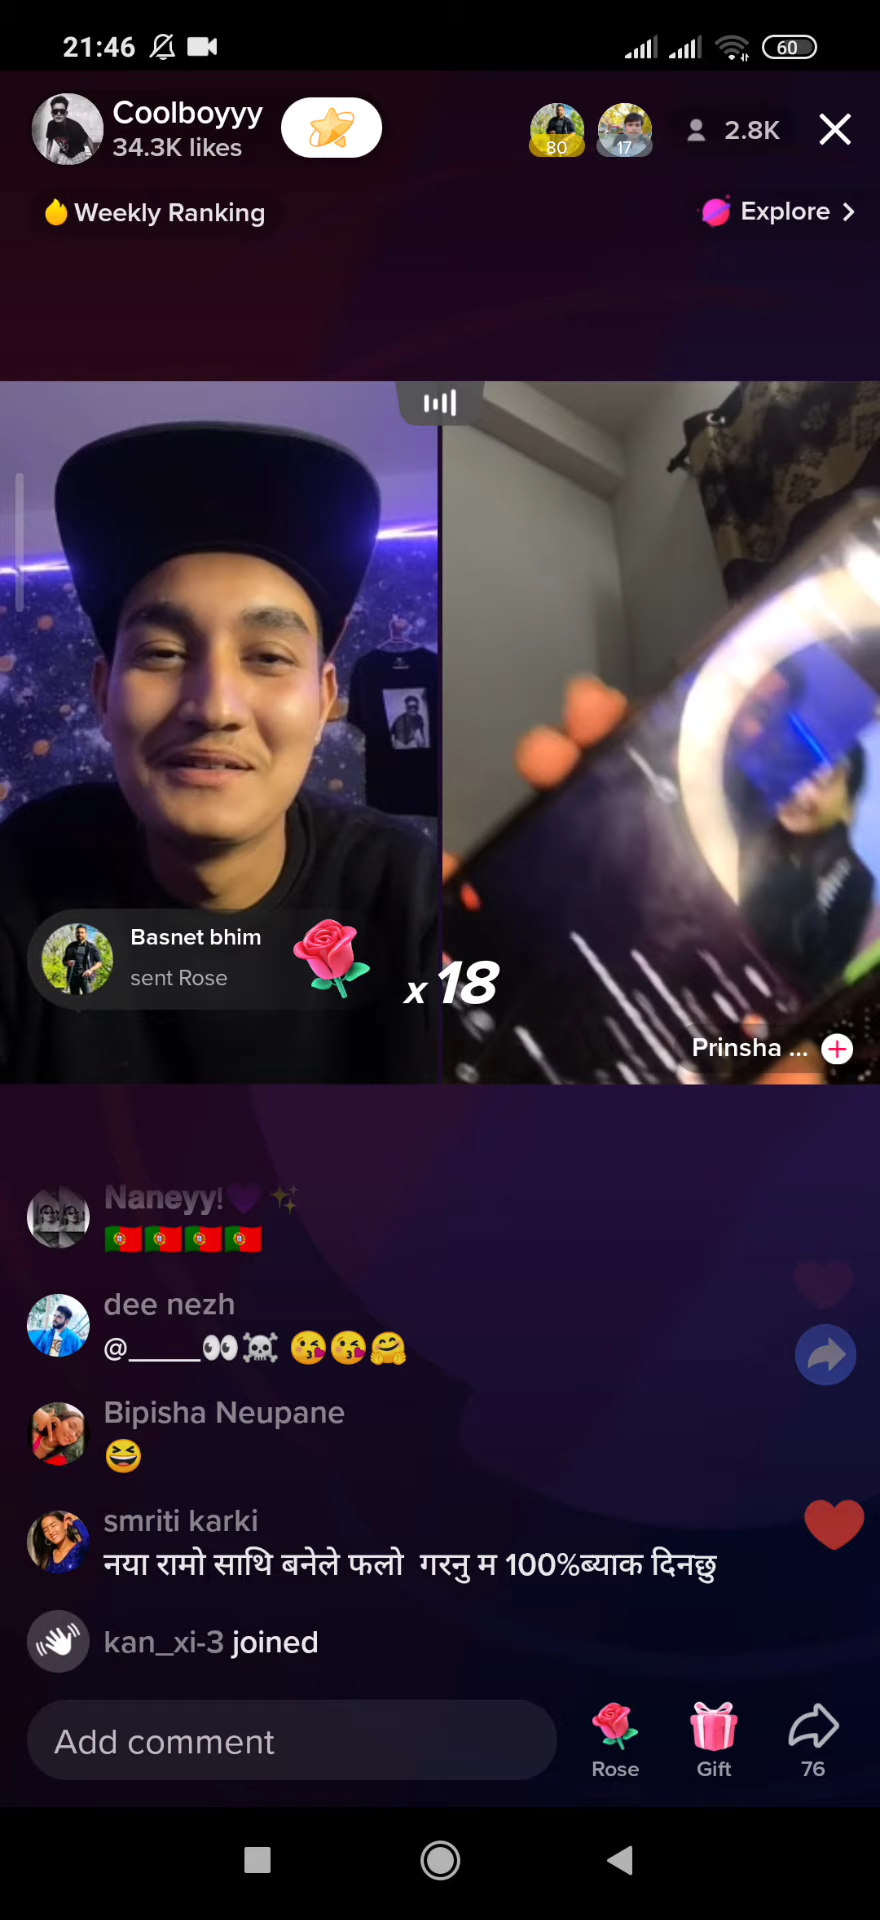 21:46
60
Coolboyyy
34.3K likes
80
17
2.8K
Weekly Ranking
Explore
Basnet bhim
sent Rose
x 18
Prinsha ...
Naneyy!💜✨
🇵🇹🇵🇹🇵🇹🇵🇹
dee nezh
@_____👀☠️ 😘😘🤗
Bipisha Neupane
😆
smriti karki
नया रामो साथि बनेले फलो गरनु म 100%ब्याक दिनछु
kan_xi-3 joined
Add comment
Rose
Gift
76